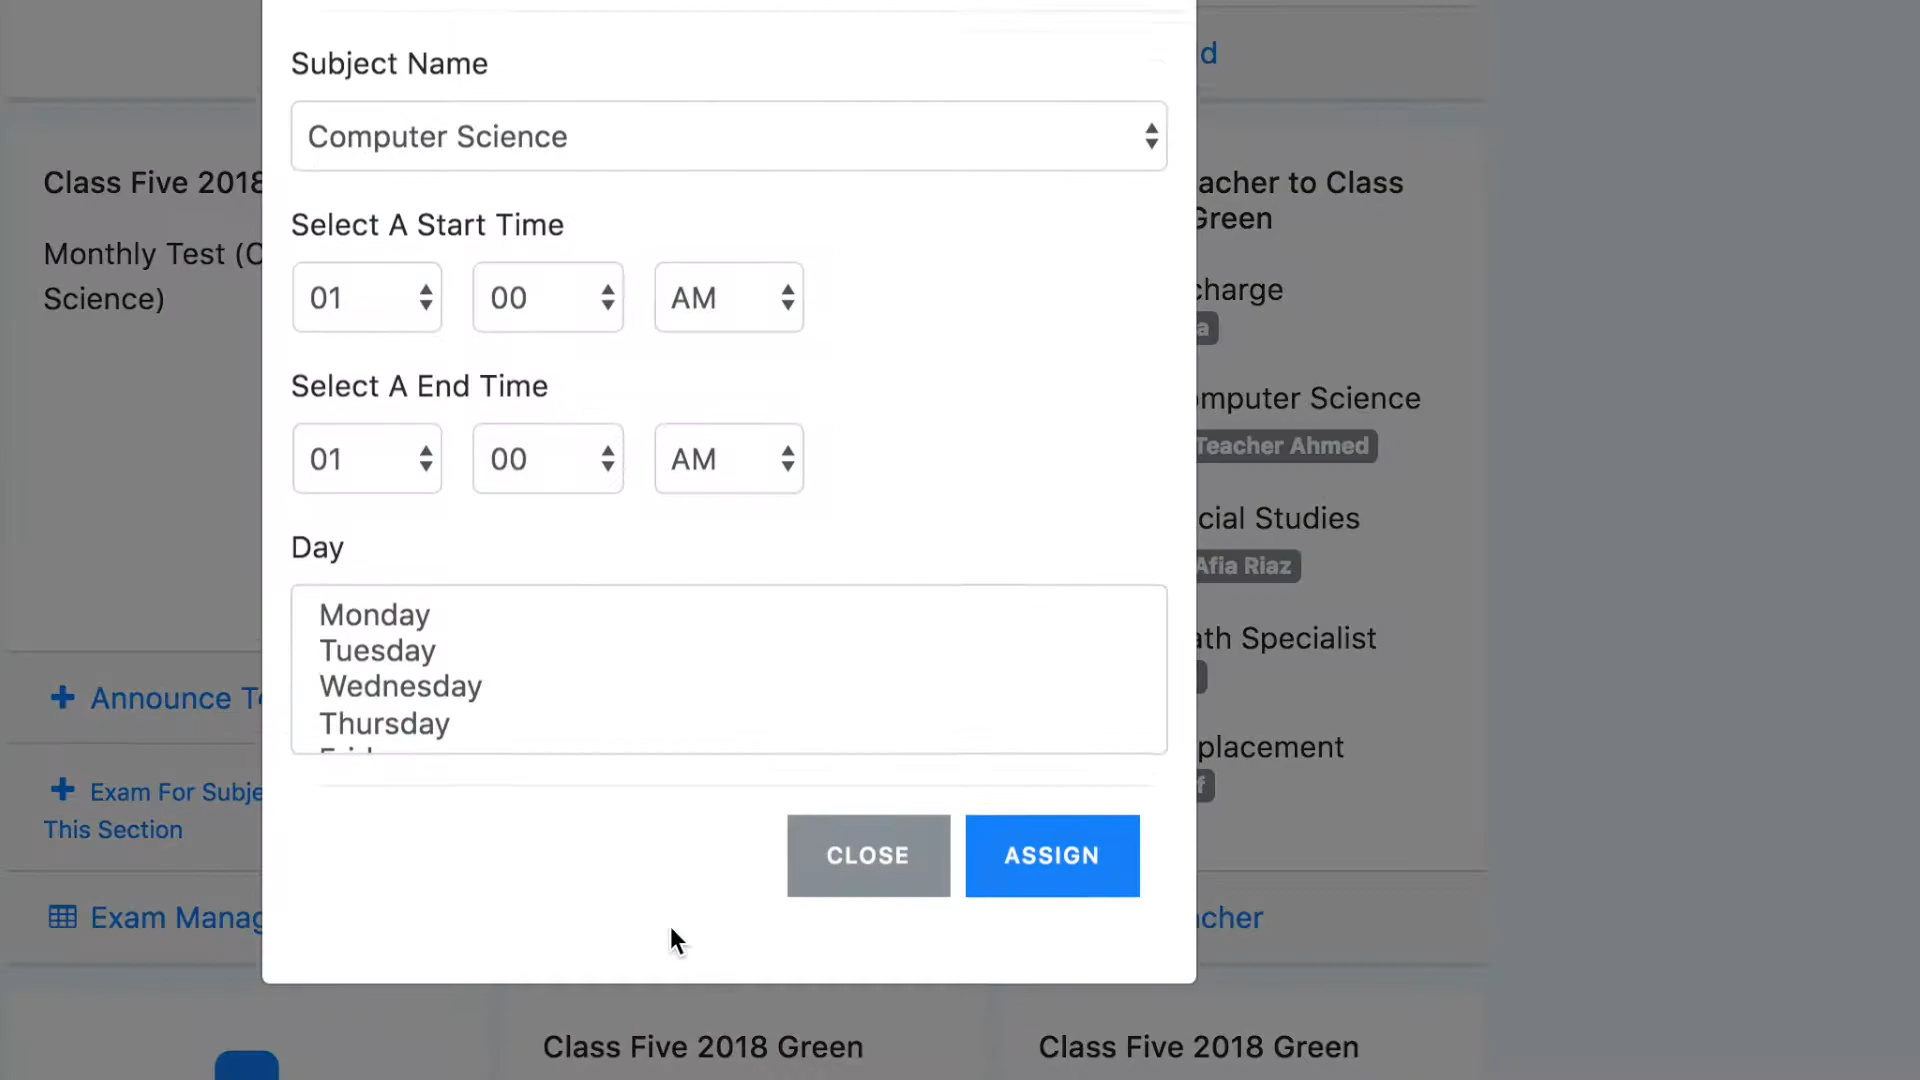 d
Subject Name
Computer Science
Class Five 2018
acher to Class
Green
Select A Start Time
Monthly Test (C
Science)
01 00 AM
charge
a
Select A End Time
omputer Science
Teacher Ahmed
01 00 AM
cial Studies
Afia Riaz
Day
Monday
Tuesday
Wednesday
Thursday
ath Specialist
Announce T
placement
f
Exam For Subje
This Section
CLOSE ASSIGN
Exam Manag
acher
Class Five 2018 Green
Class Five 2018 Green